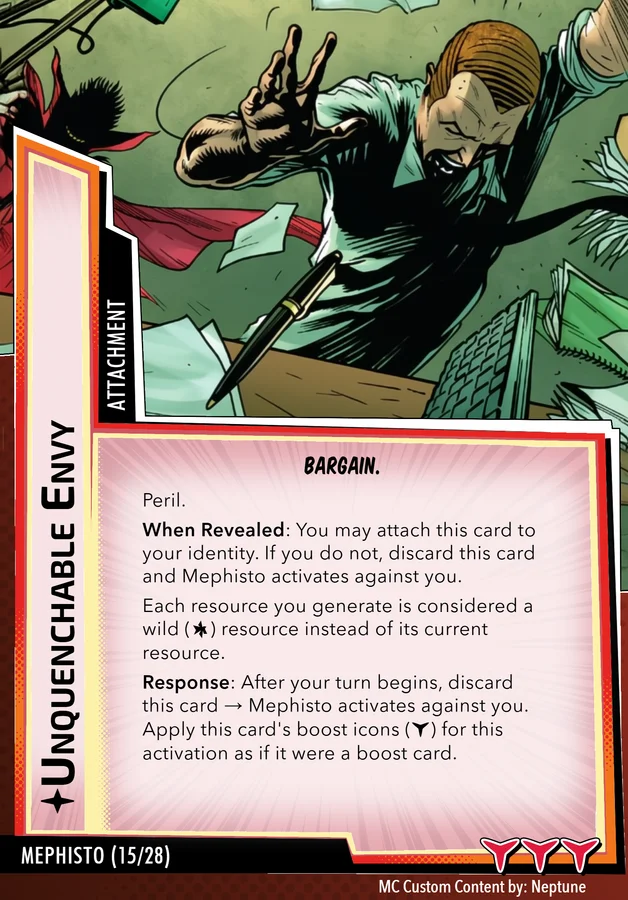 ATTACHMENT
UNQUENCHABLE ENVY
BARGAIN.
Peril.
When Revealed: You may attach this card to
your identity. If you do not, discard this card
and Mephisto activates against you.
Each resource you generate is considered a
wild ( ) resource instead of its current
resource.
Response: After your turn begins, discard
this card → Mephisto activates against you.
Apply this card's boost icons ( ) for this
activation as if it were a boost card.
MEPHISTO (15/28)
MC Custom Content by: Neptune